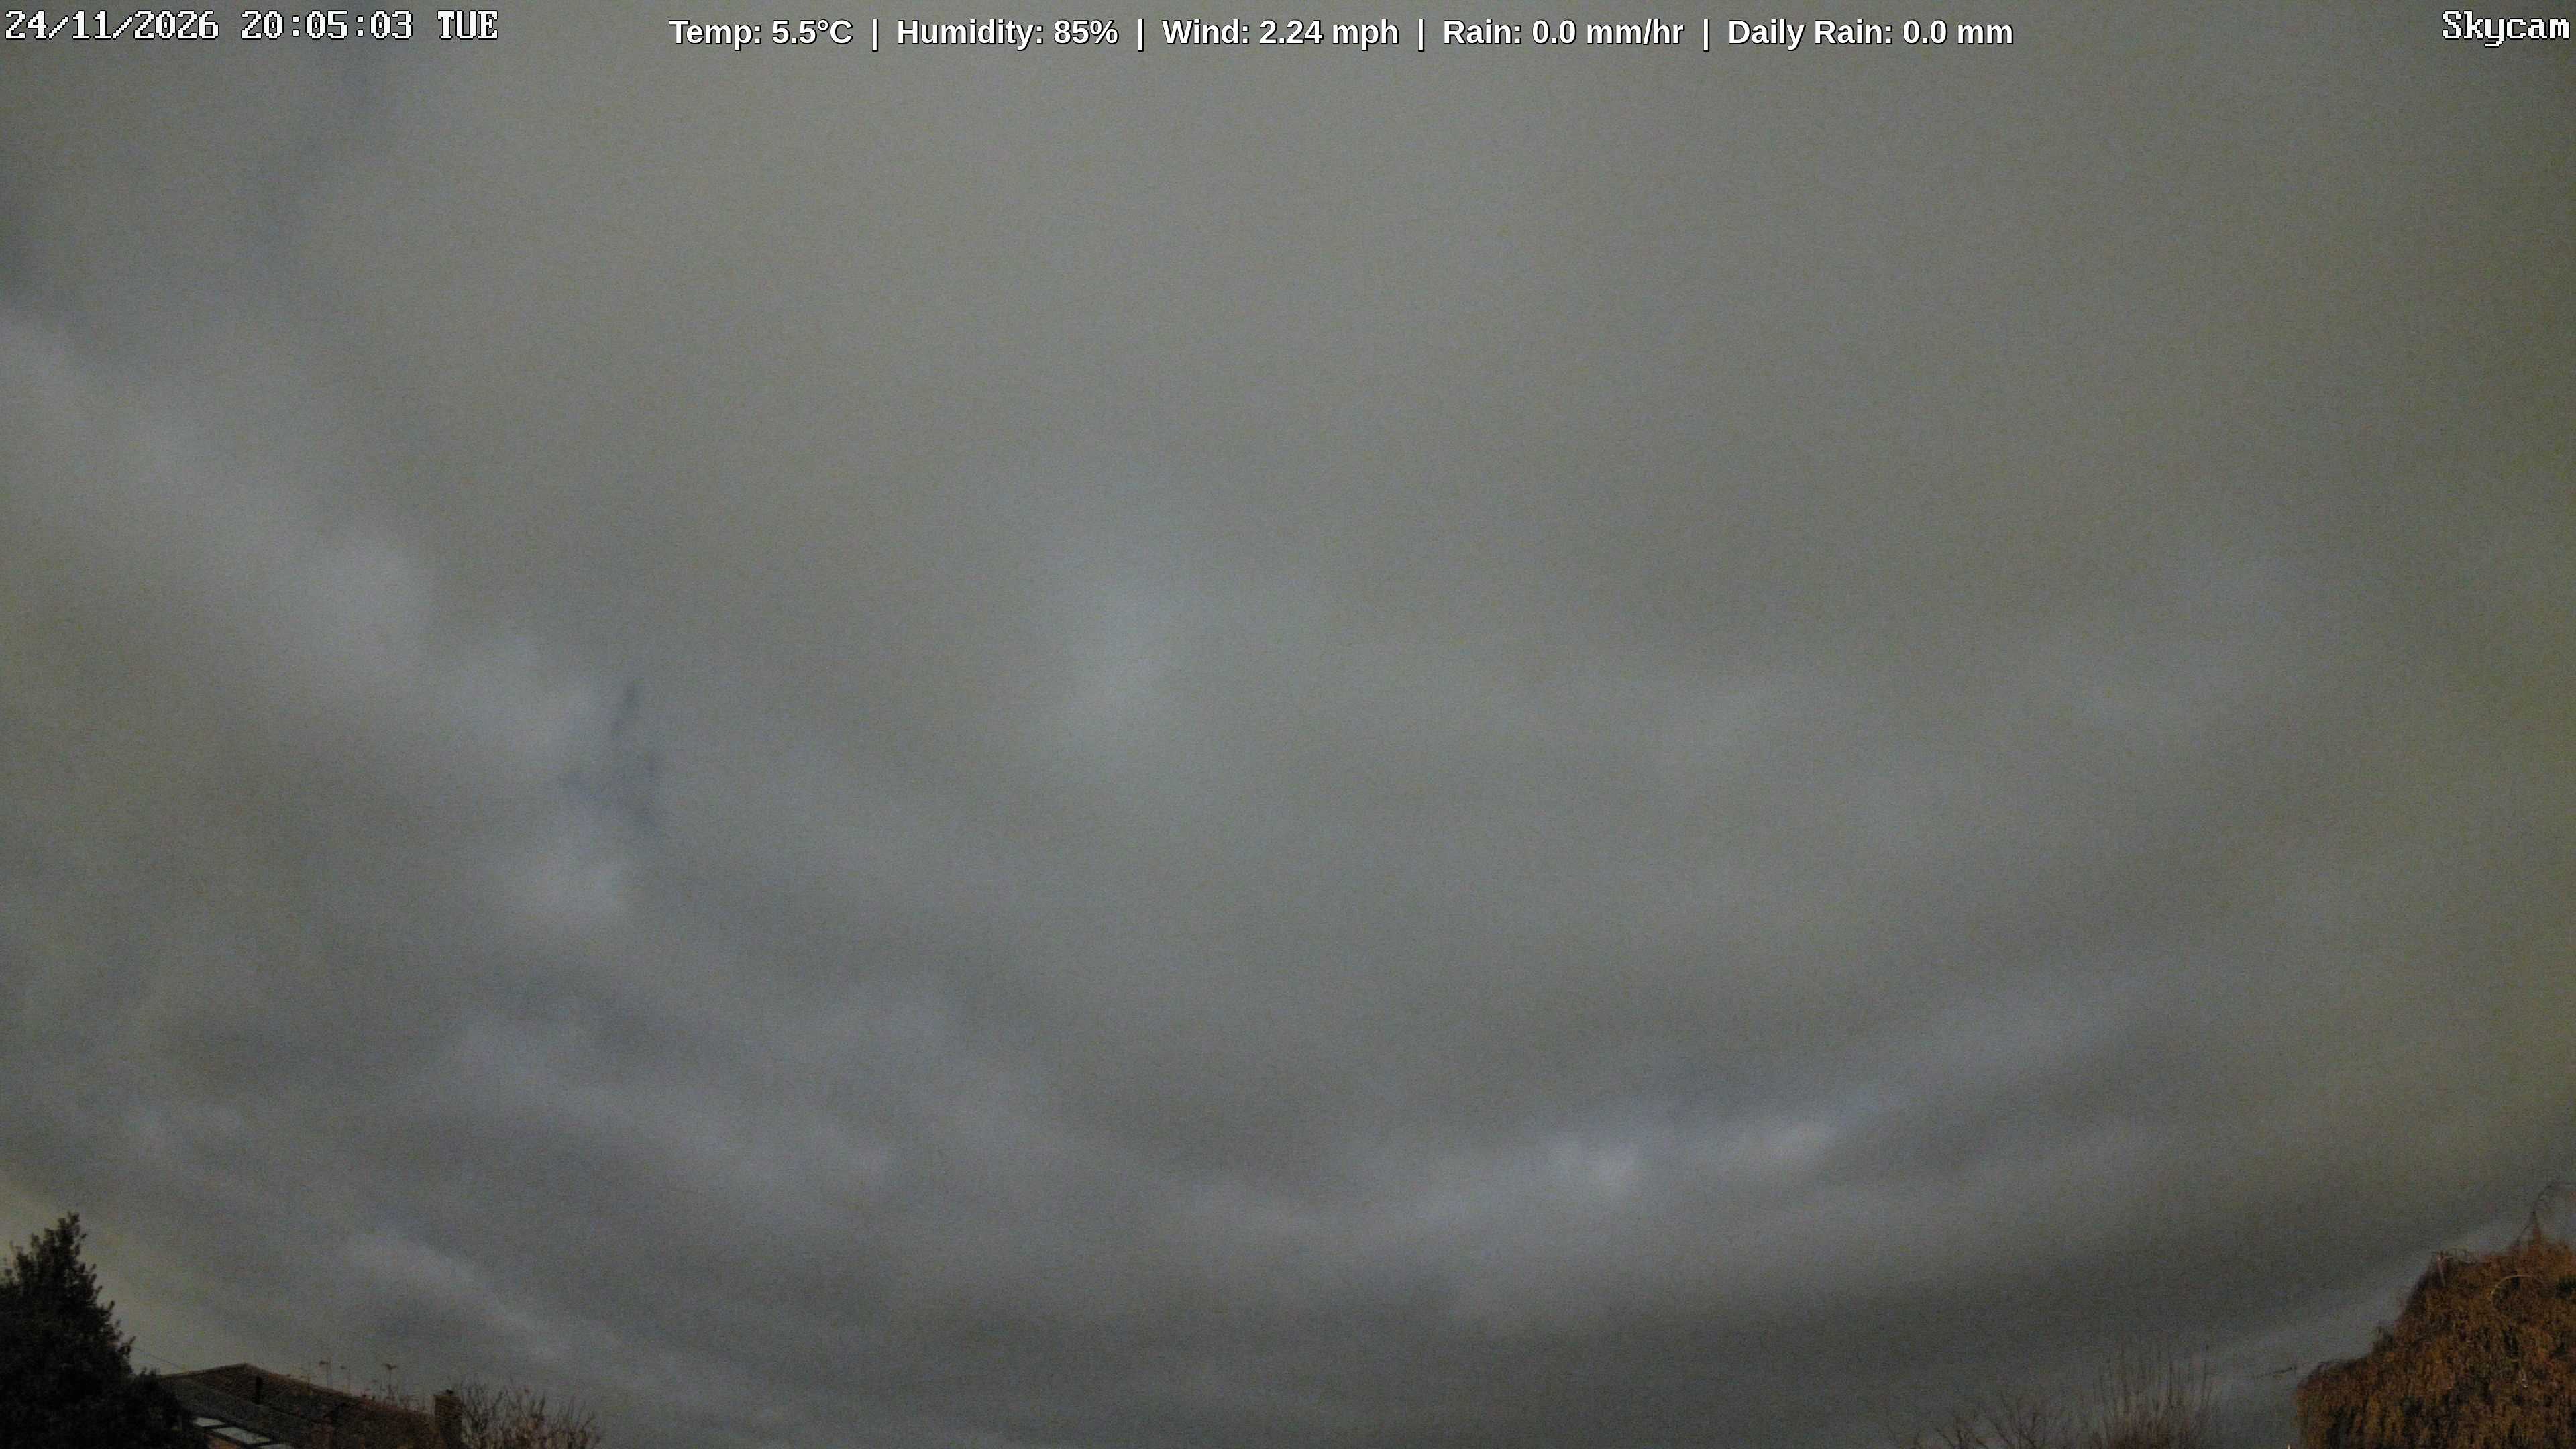 24/11/2026 20:05:03 TUE
Temp: 5.5°C | Humidity: 85% | Wind: 2.24 mph | Rain: 0.0 mm/hr | Daily Rain: 0.0 mm
Skycam